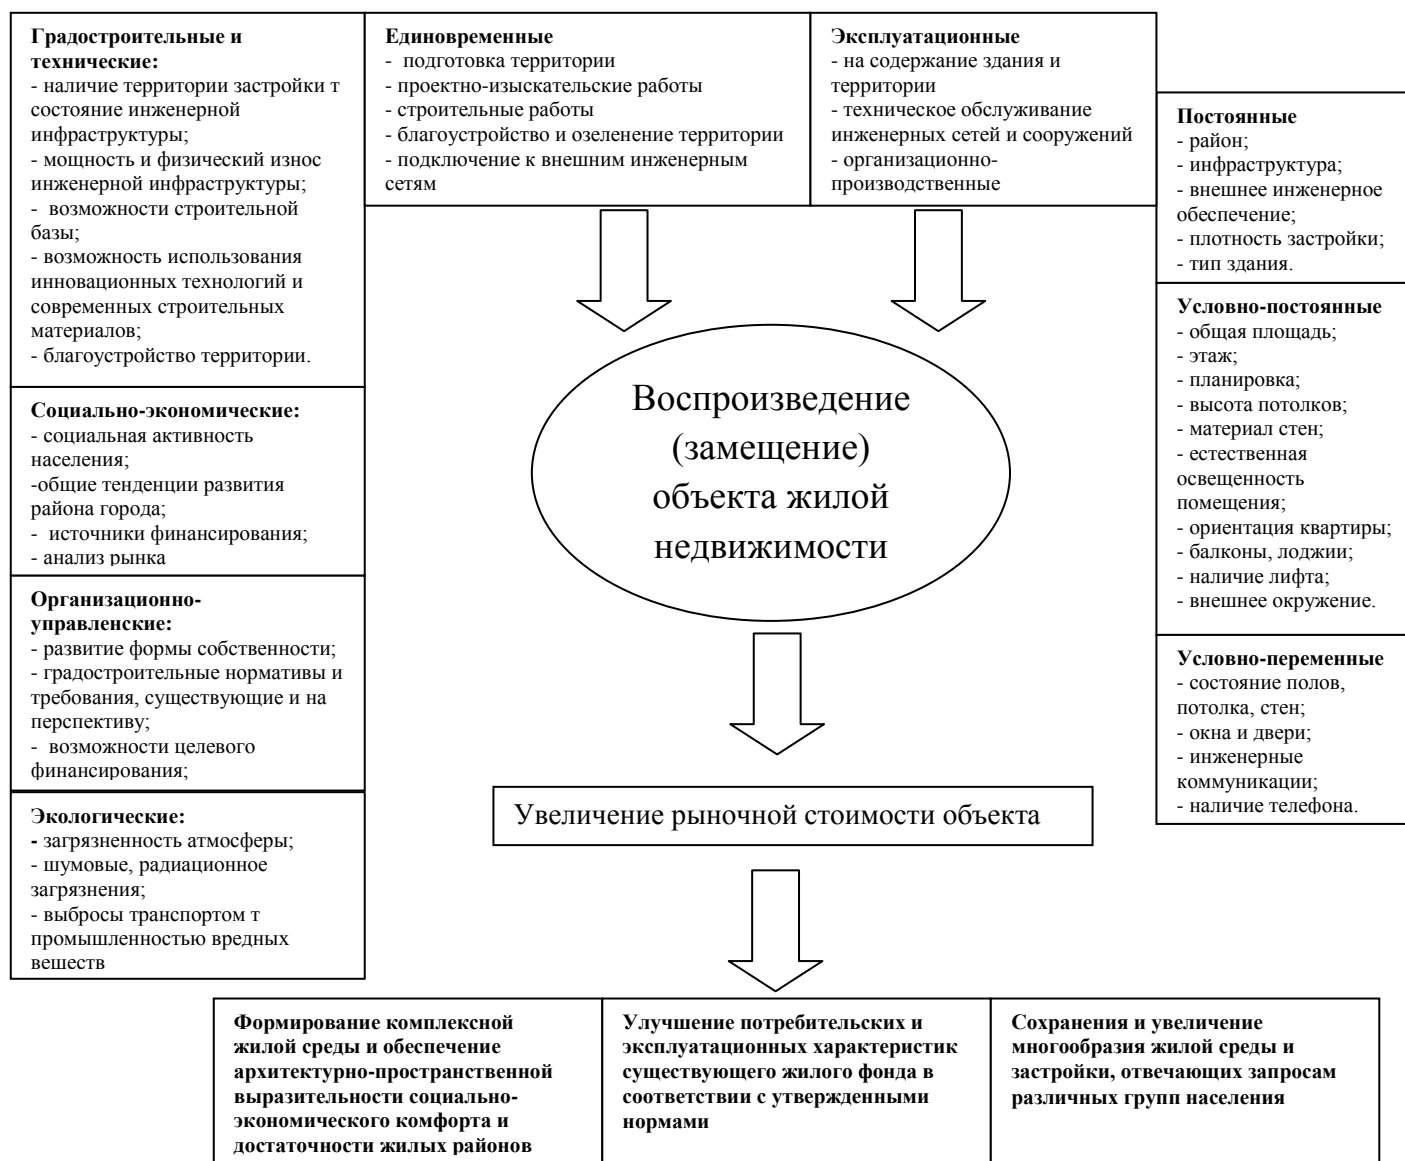 Градостроительные и
технические:
- наличие территории застройки т
состояние инженерной
инфраструктуры;
- мощность и физический износ
инженерной инфраструктуры;
- возможности строительной
базы;
- возможность использования
инновационных технологий и
современных строительных
материалов;
- благоустройство территории.
Социально-экономические:
- социальная активность
населения;
-общие тенденции развития
района города;
- источники финансирования;
- анализ рынка
Организационно-
управленские:
- развитие формы собственности;
- градостроительные нормативы и
требования, существующие и на
перспективу;
- возможности целевого
финансирования;
Экологические:
- загрязненность атмосферы;
- шумовые, радиационное
загрязнения;
- выбросы транспортом т
промышленностью вредных
вешеств
Единовременные
- подготовка территории
- проектно-изыскательские работы
- строительные работы
- благоустройство и озеленение территории
- подключение к внешним инженерным
сетям
Эксплуатационные
- на содержание здания и
территории
- техническое обслуживание
инженерных сетей и сооружений
- организационно-
производственные
Воспроизведение
(замещение)
объекта жилой
недвижимости
Увеличение рыночной стоимости объекта
Постоянные
- район;
- инфраструктура;
- внешнее инженерное
обеспечение;
- плотность застройки;
- тип здания.
Условно-постоянные
- общая площадь;
- этаж;
- планировка;
- высота потолков;
- материал стен;
- естественная
освещенность
помещения;
- ориентация квартиры;
- балконы, лоджии;
- наличие лифта;
- внешнее окружение.
Условно-переменные
- состояние полов,
потолка, стен;
- окна и двери;
- инженерные
коммуникации;
- наличие телефона.
Формирование комплексной
жилой среды и обеспечение
архитектурно-пространственной
выразительности социально-
экономического комфорта и
достаточности жилых районов
Улучшение потребительских и
эксплуатационных характеристик
существующего жилого фонда в
соответствии с утвержденными
нормами
Сохранения и увеличение
многообразия жилой среды и
застройки, отвечающих запросам
различных групп населения